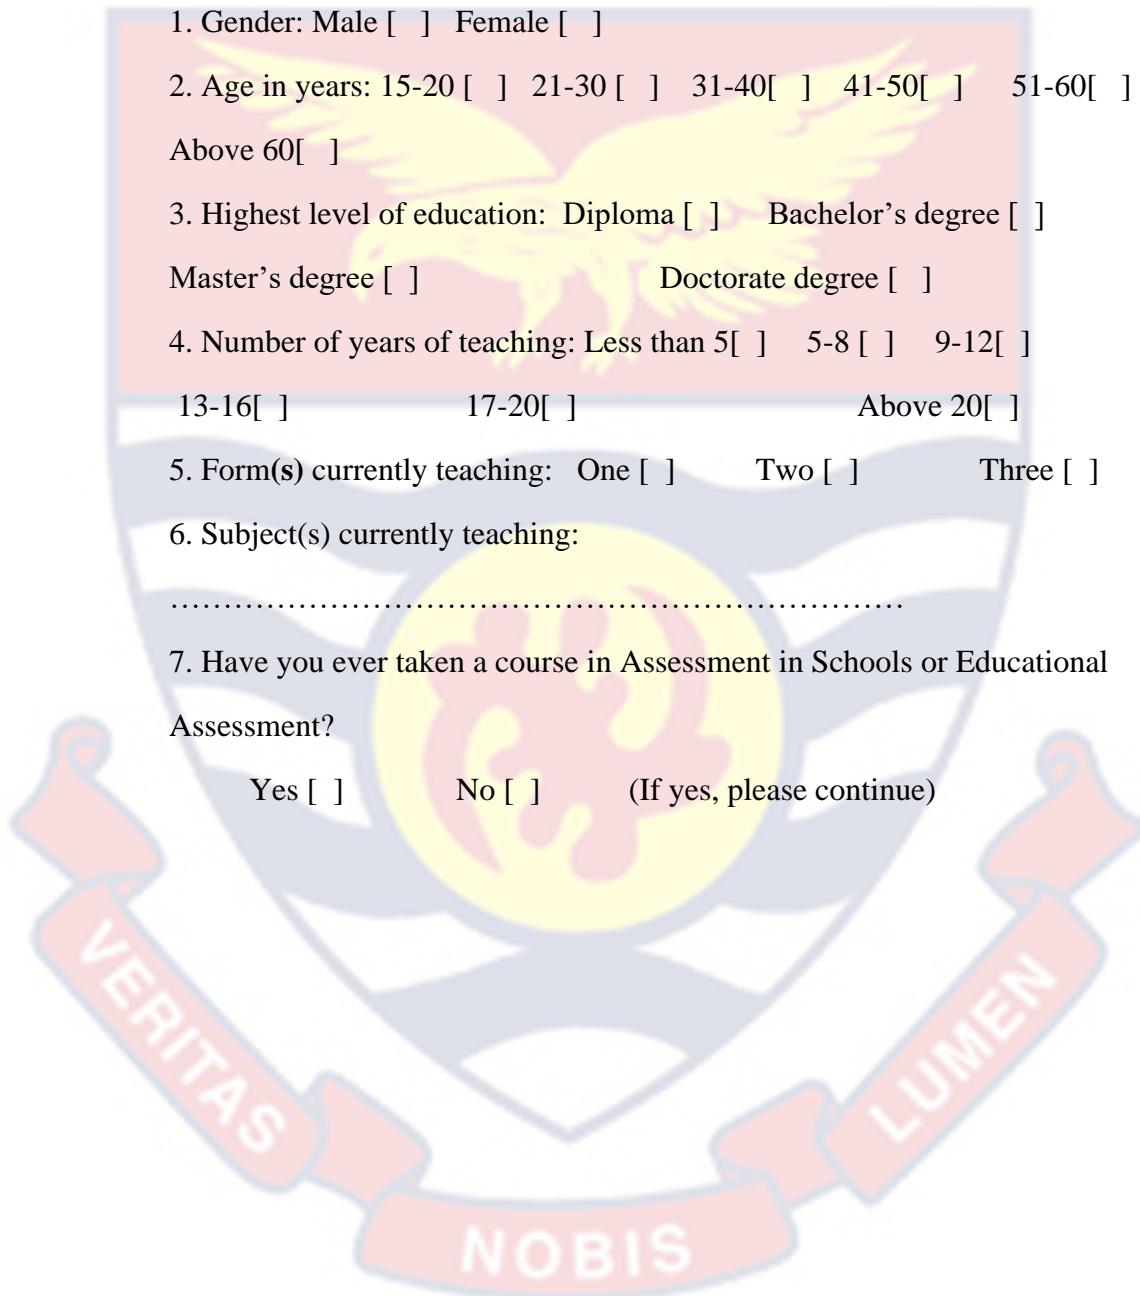 1. Gender: Male [ ] Female [ ]
2. Age in years: 15-20 [ ] 21-30 [ ] 31-40[ ] 41-50[ ] 51-60[ ]
Above 60[ ]
3. Highest level of education: Diploma [ ] Bachelor’s degree [ ]
Master’s degree [ ] Doctorate degree [ ]
4. Number of years of teaching: Less than 5[ ] 5-8 [ ] 9-12[ ]
13-16[ ] 17-20[ ] Above 20[ ]
5. Form(s) currently teaching: One [ ] Two [ ] Three [ ]
6. Subject(s) currently teaching:
……………………………………………………………
7. Have you ever taken a course in Assessment in Schools or Educational
Assessment?
Yes [ ] No [ ] (If yes, please continue)
VERITAS
NOBIS
LUMEN